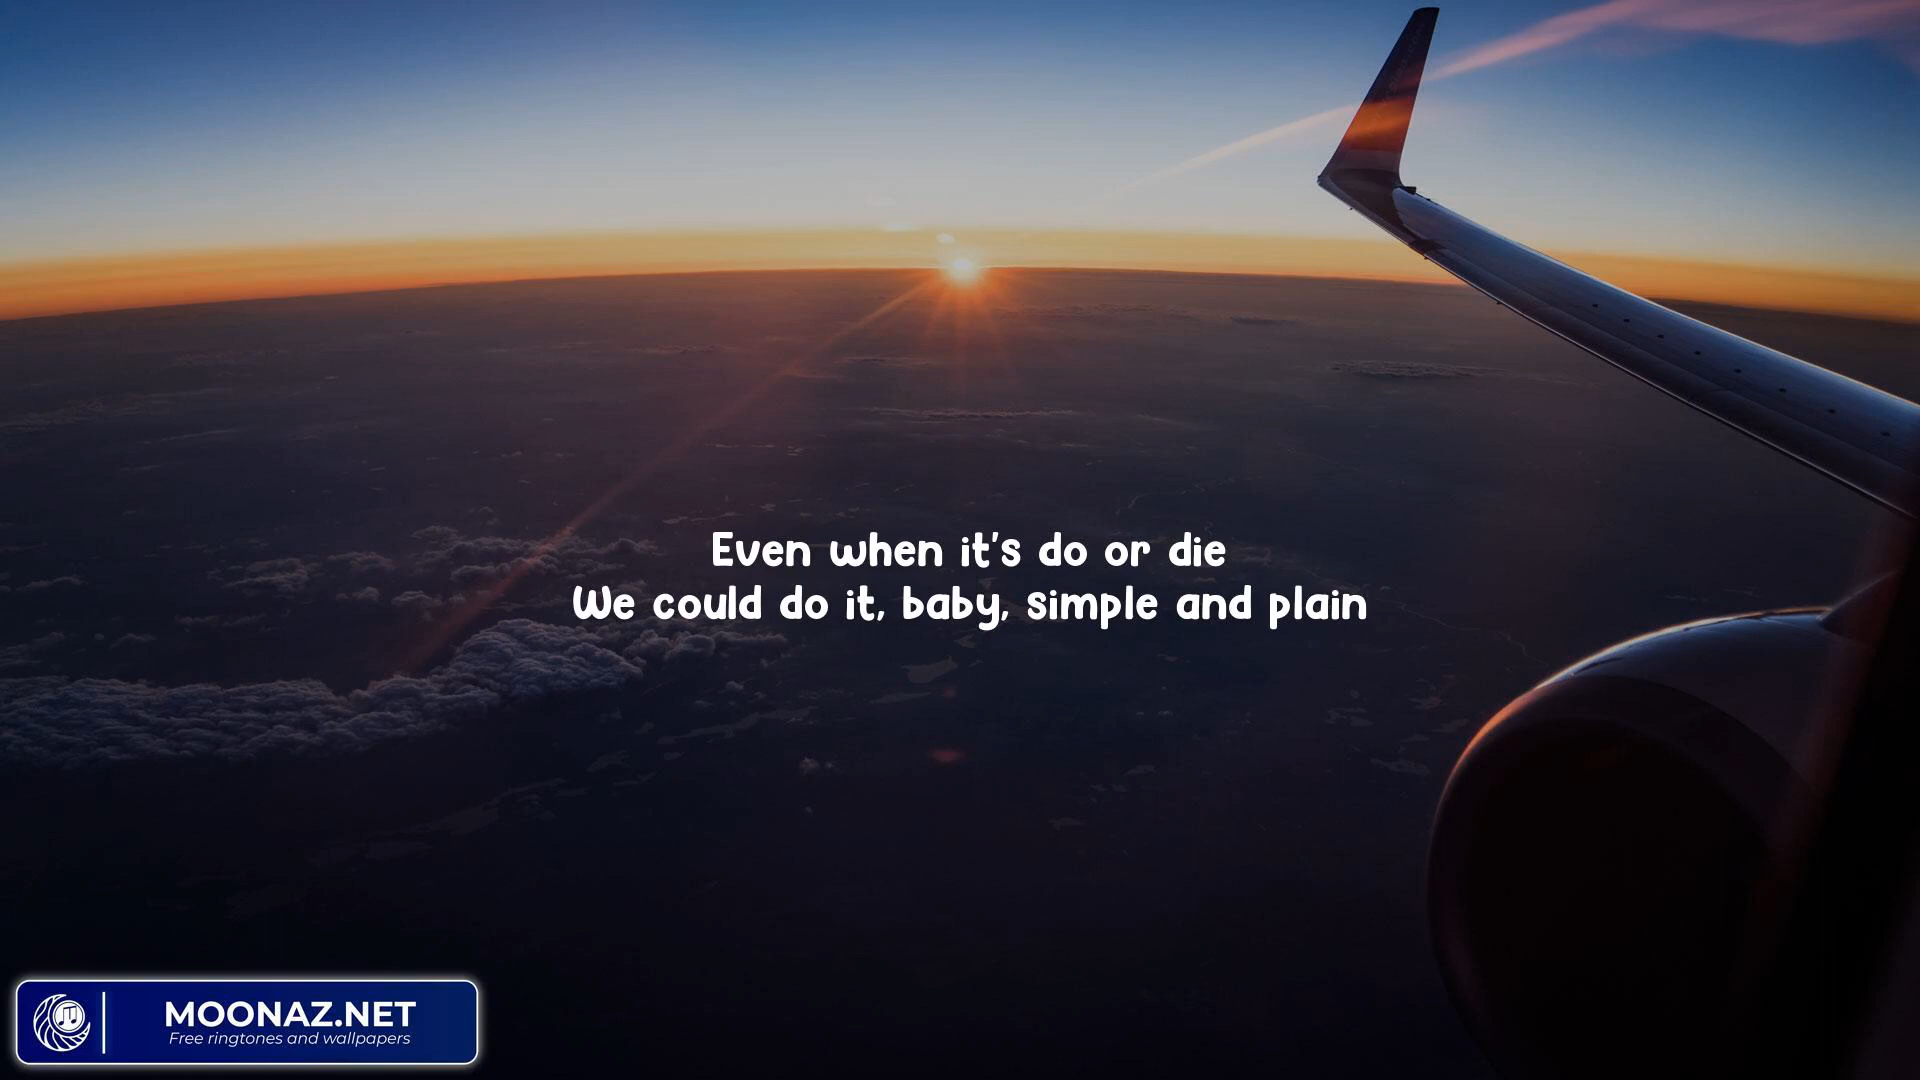 Even when it's do or die
We could do it, baby, simple and plain
MOONAZ.NET
Free ringtones and wallpapers